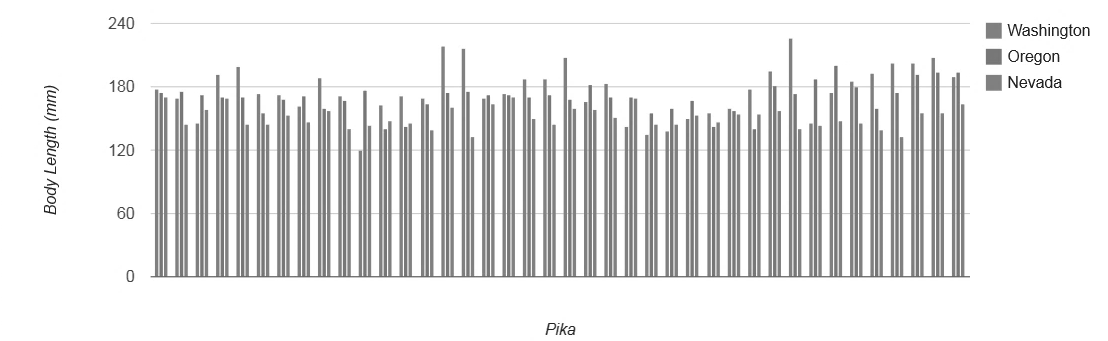 240
180
120
60
0
Body Length (mm)
Pika
Washington
Oregon
Nevada